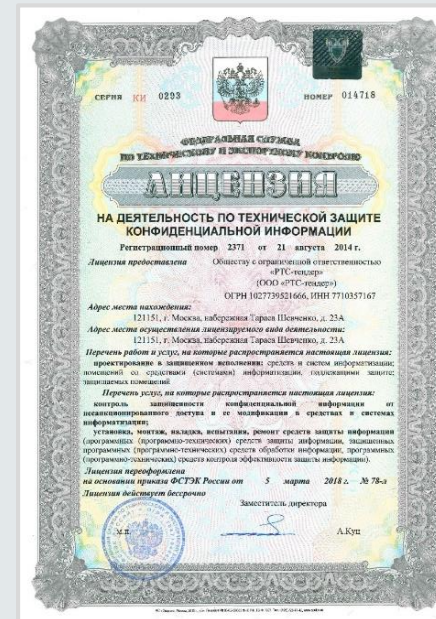 СЕРИЯ КИ 0293 НОМЕР 014718
ФЕДЕРАЛЬНАЯ СЛУЖБА
ПО ТЕХНИЧЕСКОМУ И ЭКСПОРТНОМУ КОНТРОЛЮ
ЛИЦЕНЗИЯ
НА ДЕЯТЕЛЬНОСТЬ ПО ТЕХНИЧЕСКОЙ ЗАЩИТЕ
КОНФИДЕНЦИАЛЬНОЙ ИНФОРМАЦИИ
Регистрационный номер 2371 от 21 августа 2014 г.
Лицензия предоставлена Обществу с ограниченной ответственностью
«РТС-тендер»
(ООО «РТС-тендер»)
ОГРН 1027739521666, ИНН 7710357167
Адрес места нахождения:
121151, г. Москва, набережная Тараса Шевченко, д. 23А
Адрес места осуществления лицензируемого вида деятельности:
121151, г. Москва, набережная Тараса Шевченко, д. 23А
Перечень работ и услуг, на которые распространяется настоящая лицензия:
проектирование в защищенном исполнении: средств и систем информатизации;
помещений со средствами (системами) информатизации, подлежащими защите;
защищаемых помещений
Перечень услуг, на которые распространяется настоящая лицензия:
контроль защищенности конфиденциальной информации от
несанкционированного доступа и ее модификации в средствах и системах
информатизации;
установка, монтаж, наладка, испытания, ремонт средств защиты информации
(программных (программно-технических) средств защиты информации, защищенных
программных (программно-технических) средств обработки информации, программных
(программно-технических) средств контроля эффективности защиты информации).
Лицензия переоформлена
на основании приказа ФСТЭК России от 5 марта 2018 г. № 78-л
Лицензия действует бессрочно
Заместитель директора
М.П. А.Куц